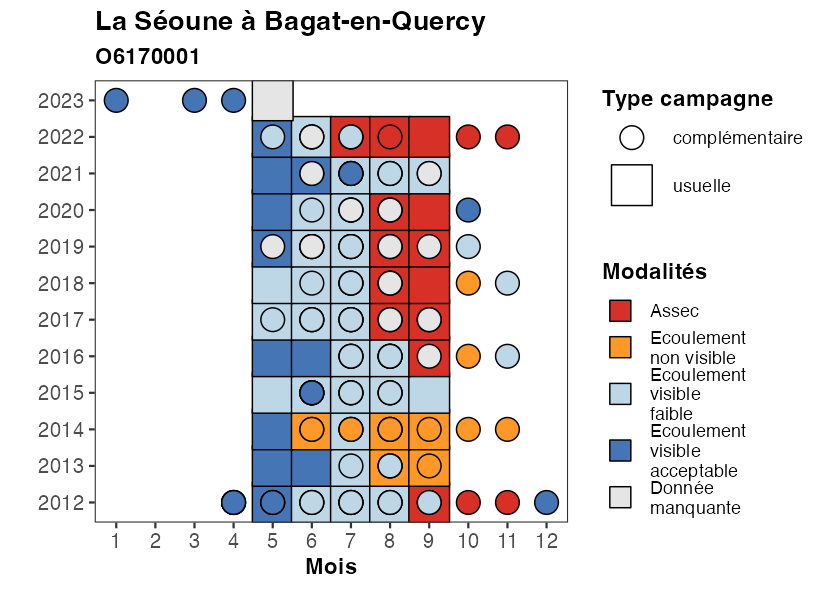 La Séoune à Bagat-en-Quercy
O6170001
2023
2022
2021
2020
2019
2018
2017
2016
2015
2014
2013
2012
1 2 3 4 5 6 7 8 9 10 11 12
Mois
Type campagne
complémentaire
usuelle
Modalités
Assec
Ecoulement
non visible
Ecoulement
visible
faible
Ecoulement
visible
acceptable
Donnée
manquante